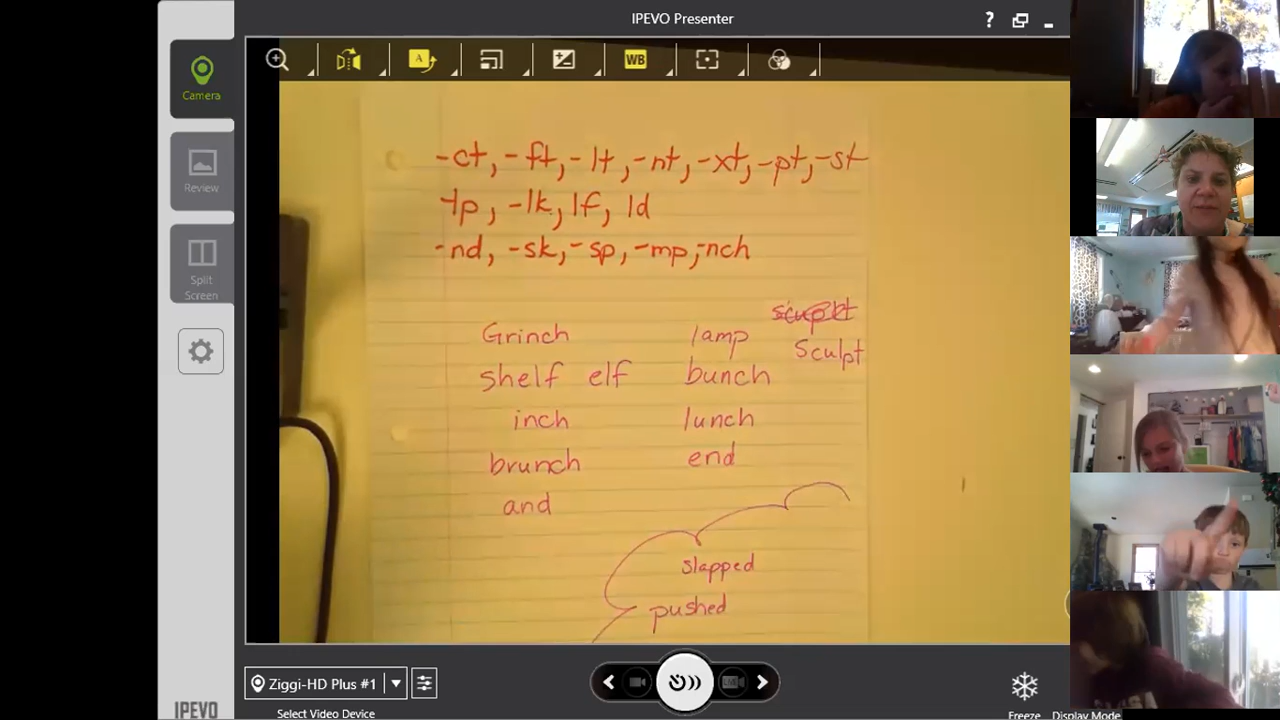 IPEVO Presenter
?
WB
Camera
Review
Split
Screen
-ct, -ft, -lt, -nt, -xt, -pt, -st
-lp, -lk, lf, ld
-nd, -sk, -sp, -mp, -nch
Grinch lamp
Sculpt
shelf elf bunch
inch lunch
brunch end
and
slapped
pushed
Ziggi-HD Plus #1
IPEVO
Select Video Device
Freeze Display Mode